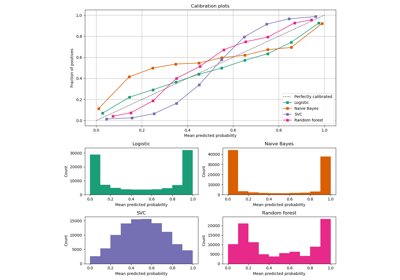 Calibration plots
1.0
0.8
0.6
0.4
0.2
0.0
Fraction of positives
Perfectly calibrated
Logistic
Naive Bayes
SVC
Random forest
0.0 0.2 0.4 0.6 0.8 1.0
Mean predicted probability
Logistic
30000
20000
10000
0
Count
0.0 0.2 0.4 0.6 0.8 1.0
Mean predicted probability
Naive Bayes
40000
30000
20000
10000
0
Count
0.0 0.2 0.4 0.6 0.8 1.0
Mean predicted probability
SVC
15000
10000
5000
0
Count
0.0 0.2 0.4 0.6 0.8 1.0
Mean predicted probability
Random forest
20000
15000
10000
5000
0
Count
0.0 0.2 0.4 0.6 0.8 1.0
Mean predicted probability